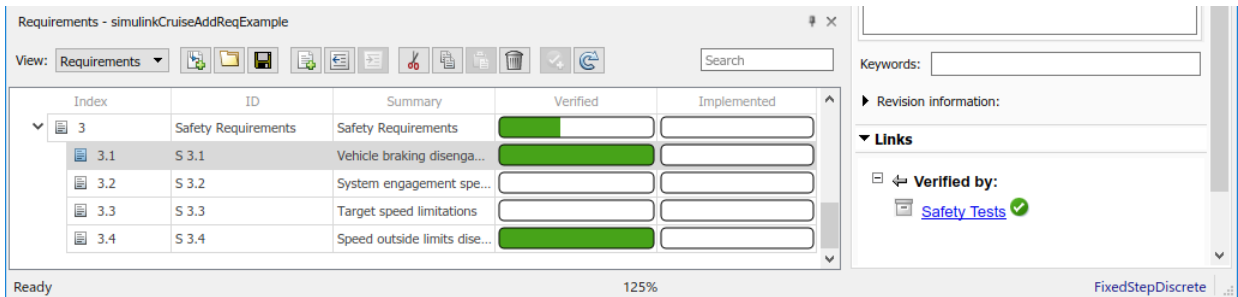 Requirements - simulinkCruiseAddReqExample
View: Requirements
Search
Index ID Summary Verified Implemented
3 Safety Requirements Safety Requirements
3.1 S 3.1 Vehicle braking disenga...
3.2 S 3.2 System engagement spe...
3.3 S 3.3 Target speed limitations
3.4 S 3.4 Speed outside limits dise...
Keywords:
Revision information:
Links
Verified by:
Safety Tests
Ready 125% FixedStepDiscrete